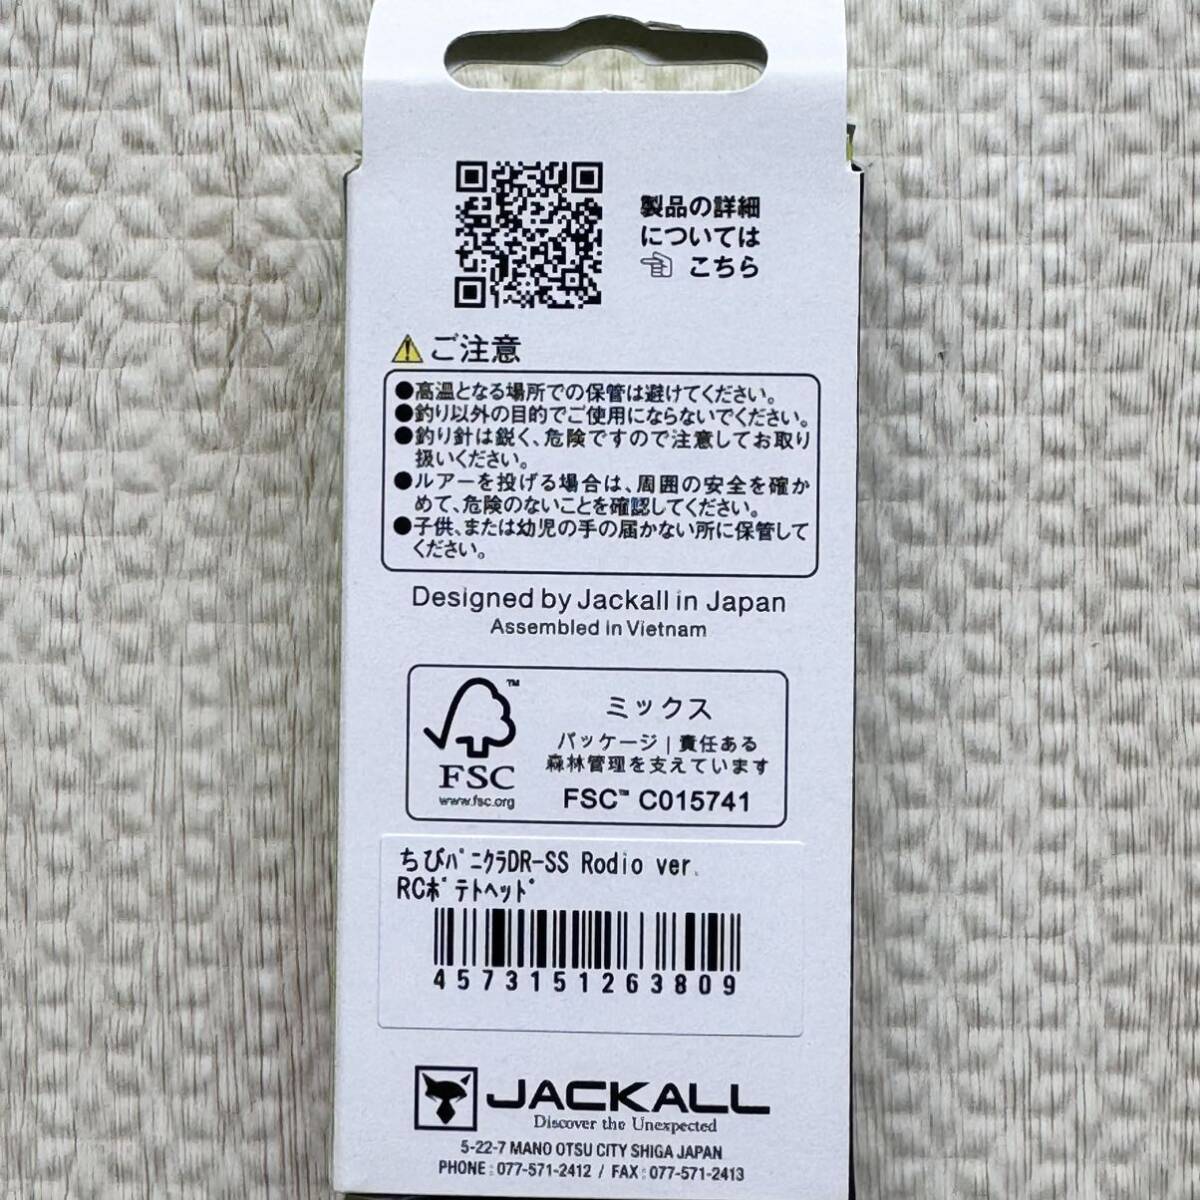 製品の詳細
については
☜ こちら
⚠ご注意
●高温となる場所での保管は避けてください。
●釣り以外の目的でご使用にならないでください。
●釣り針は鋭く、危険ですので注意してお取り
扱いください。
●ルアーを投げる場合は、周囲の安全を確か
めて、危険のないことを確認してください。
●子供、または幼児の手の届かない所に保管して
ください。
Designed by Jackall in Japan
Assembled in Vietnam
™
ミックス
パッケージ | 責任ある
森林管理を支えています
FSC
www.fsc.org
FSC™ C015741
ちびﾊﾟﾆｸﾗDR-SS Rodio ver.
RCﾎﾟﾃﾄﾍｯﾄﾞ
4573151263809
JACKALL
Discover the Unexpected
5-22-7 MANO OTSU CITY SHIGA JAPAN
PHONE : 077-571-2412 / FAX : 077-571-2413